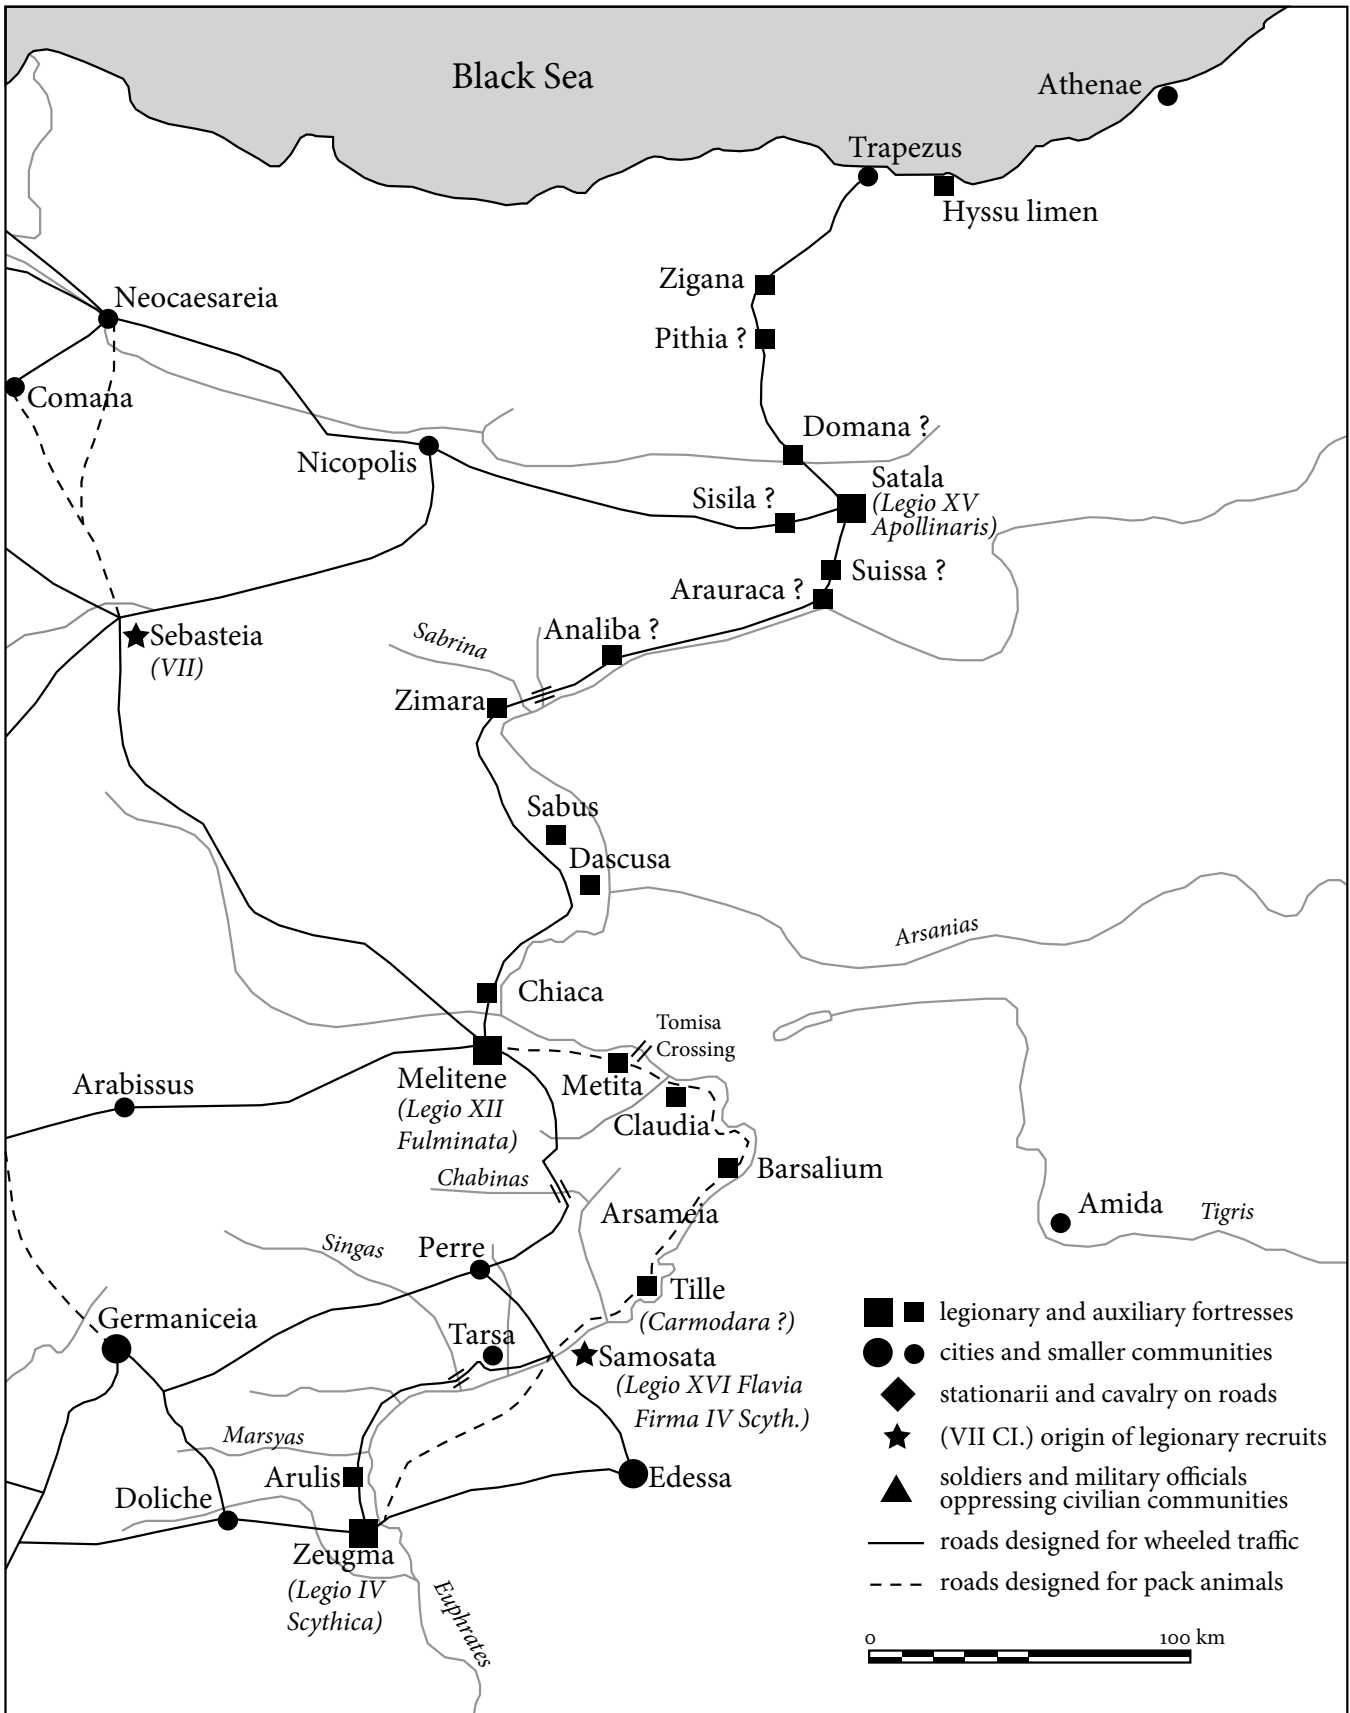 Black Sea
Athenae
Trapezus
Hyssu limen
Zigana
Neocaesareia
Pithia ?
Comana
Domana ?
Nicopolis
Satala
(Legio XV
Apollinaris)
Sisila ?
Suissa ?
Arauraca ?
Analiba ?
Sebasteia
(VII)
Sabrina
Zimara
Sabus
Dascusa
Arsanias
Chiaca
Tomisa
Crossing
Melitene
(Legio XII
Fulminata)
Metita
Arabissus
Claudia
Barsalium
Chabinas
Arsameia
Amida
Tigris
Singas
Perre
Tille
(Carmodara ?)
Germaniceia
Tarsa
Samosata
(Legio XVI Flavia
Firma IV Scyth.)
Marsyas
Arulis
Edessa
Doliche
Zeugma
(Legio IV
Scythica)
Euphrates
legionary and auxiliary fortresses
cities and smaller communities
stationarii and cavalry on roads
(VII CI.) origin of legionary recruits
soldiers and military officials
oppressing civilian communities
roads designed for wheeled traffic
roads designed for pack animals
0 100 km